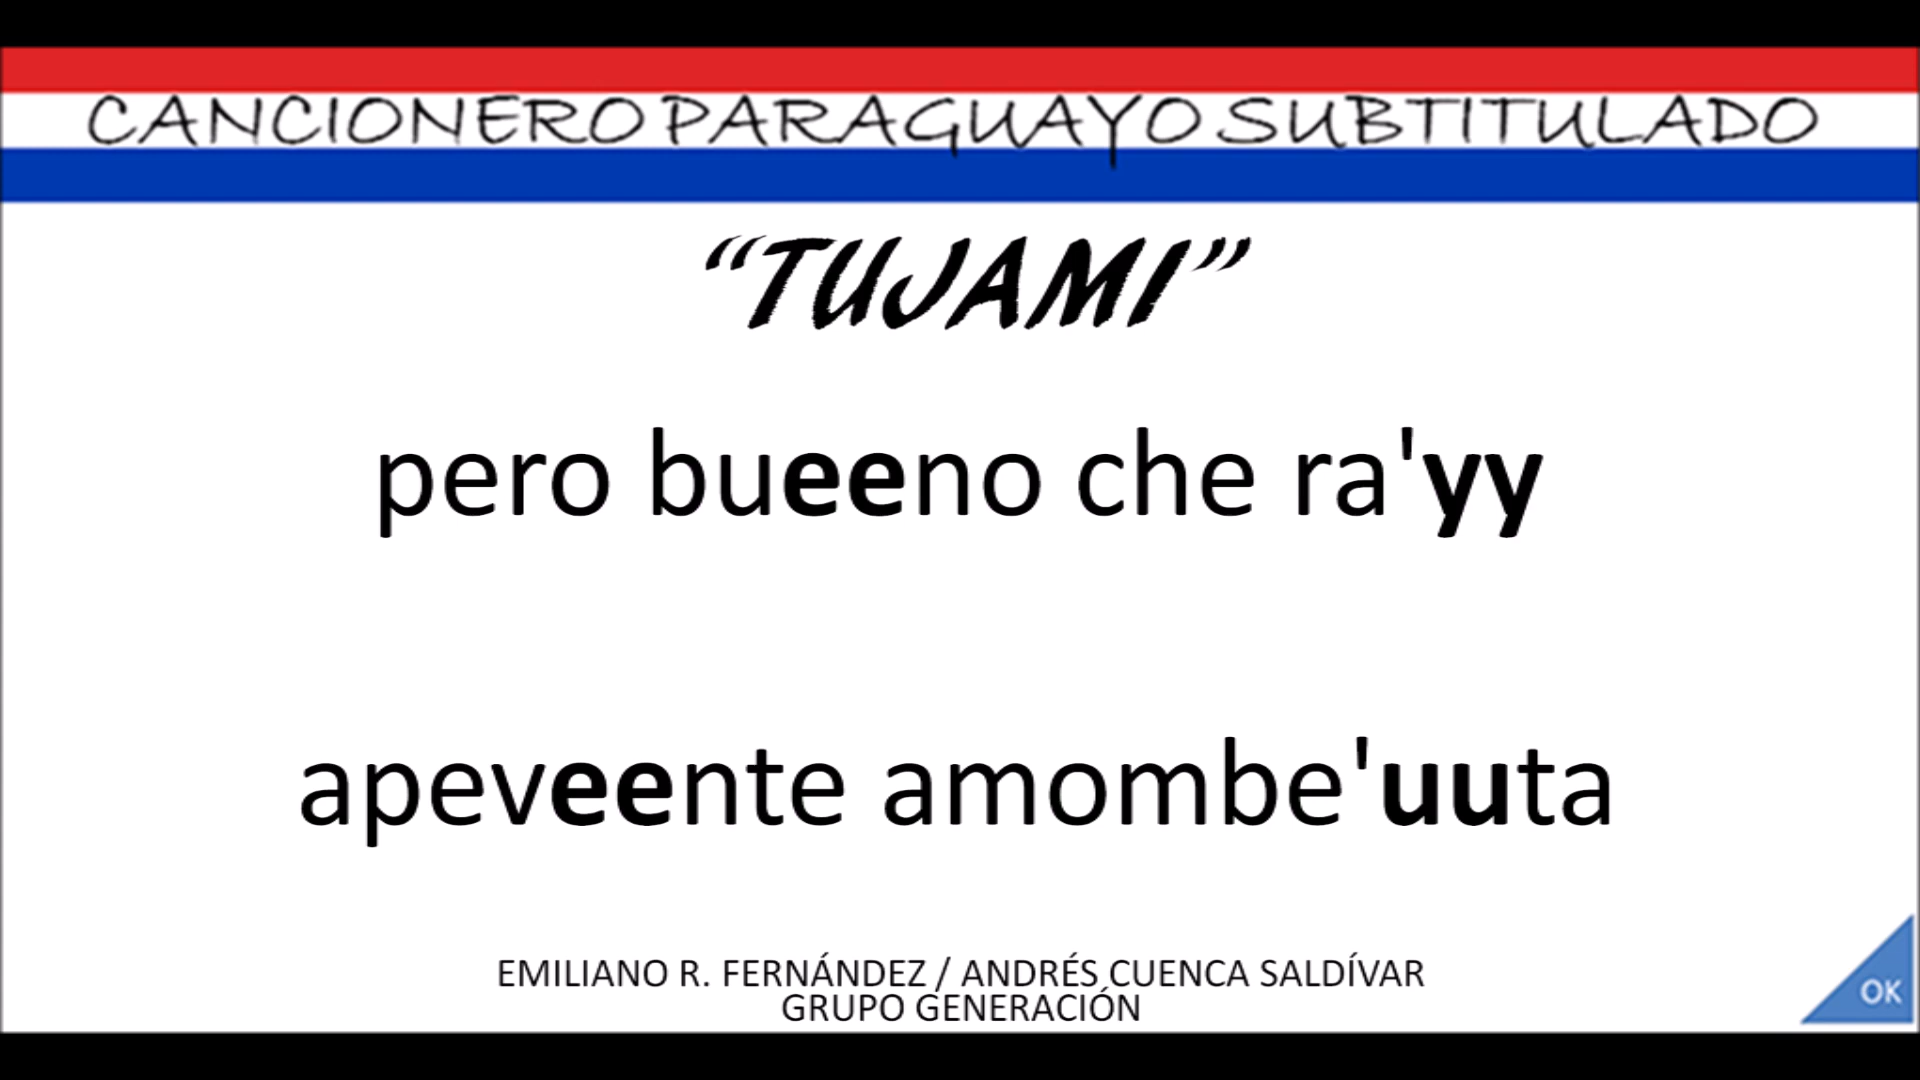 CANCIONERO PARAGUAYO SUBTITULADO
“TUJAMI”
pero bueeno che ra'yy
apeveente amombe'uuta
EMILIANO R. FERNÁNDEZ / ANDRÉS CUENCA SALDÍVAR
GRUPO GENERACIÓN
OK